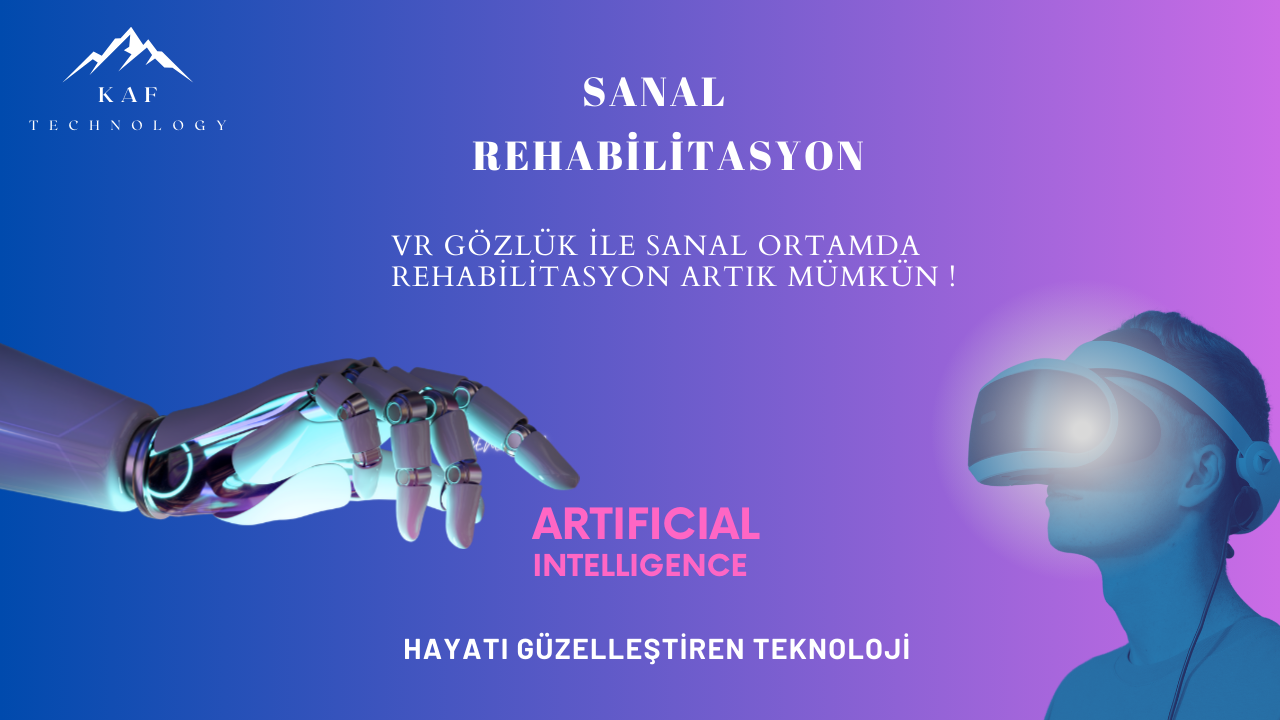 KAF
TECHNOLOGY
SANAL
REHABİLİTASYON
VR GÖZLÜK İLE SANAL ORTAMDA
REHABİLİTASYON ARTIK MÜMKÜN !
ARTIFICIAL
INTELLIGENCE
HAYATI GÜZELLEŞTİREN TEKNOLOJİ